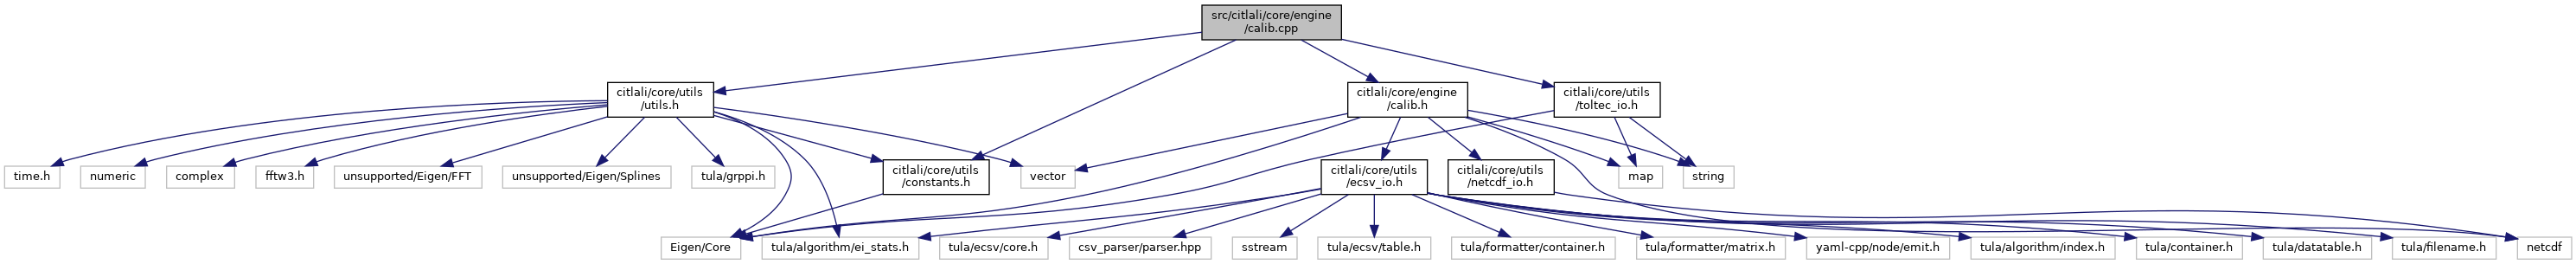 src/citlali/core/engine
/calib.cpp
citlali/core/utils
/utils.h
citlali/core/engine
/calib.h
citlali/core/utils
/toltec_io.h
time.h
numeric
complex
fftw3.h
unsupported/Eigen/FFT
unsupported/Eigen/Splines
tula/grppi.h
citlali/core/utils
/constants.h
vector
citlali/core/utils
/ecsv_io.h
citlali/core/utils
/netcdf_io.h
map
string
Eigen/Core
tula/algorithm/ei_stats.h
tula/ecsv/core.h
csv_parser/parser.hpp
sstream
tula/ecsv/table.h
tula/formatter/container.h
tula/formatter/matrix.h
yaml-cpp/node/emit.h
tula/algorithm/index.h
tula/container.h
tula/datatable.h
tula/filename.h
netcdf